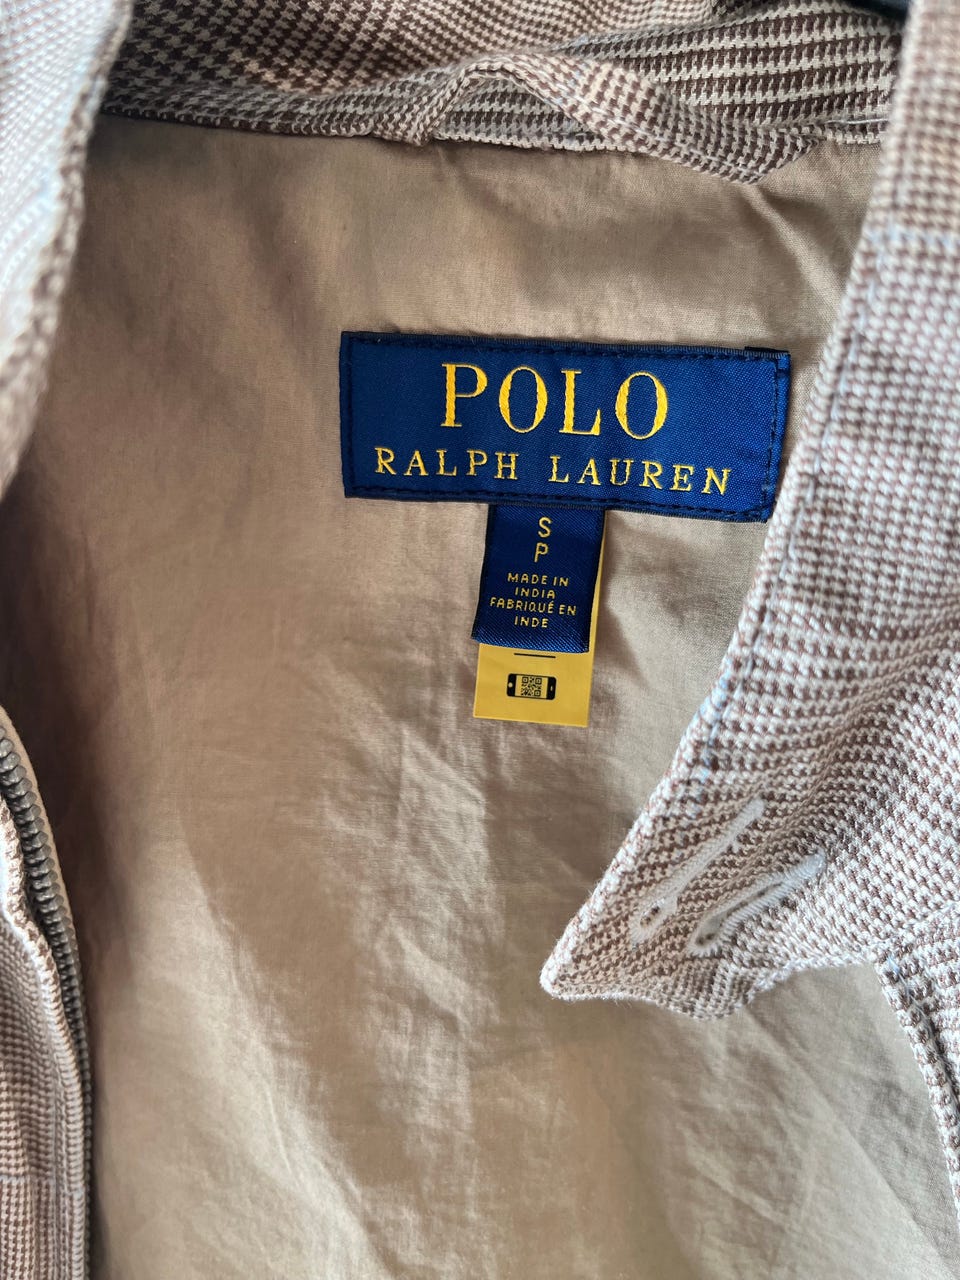 POLO
RALPH LAUREN
S
P
MADE IN
INDIA
FABRIQUÉ EN
INDE